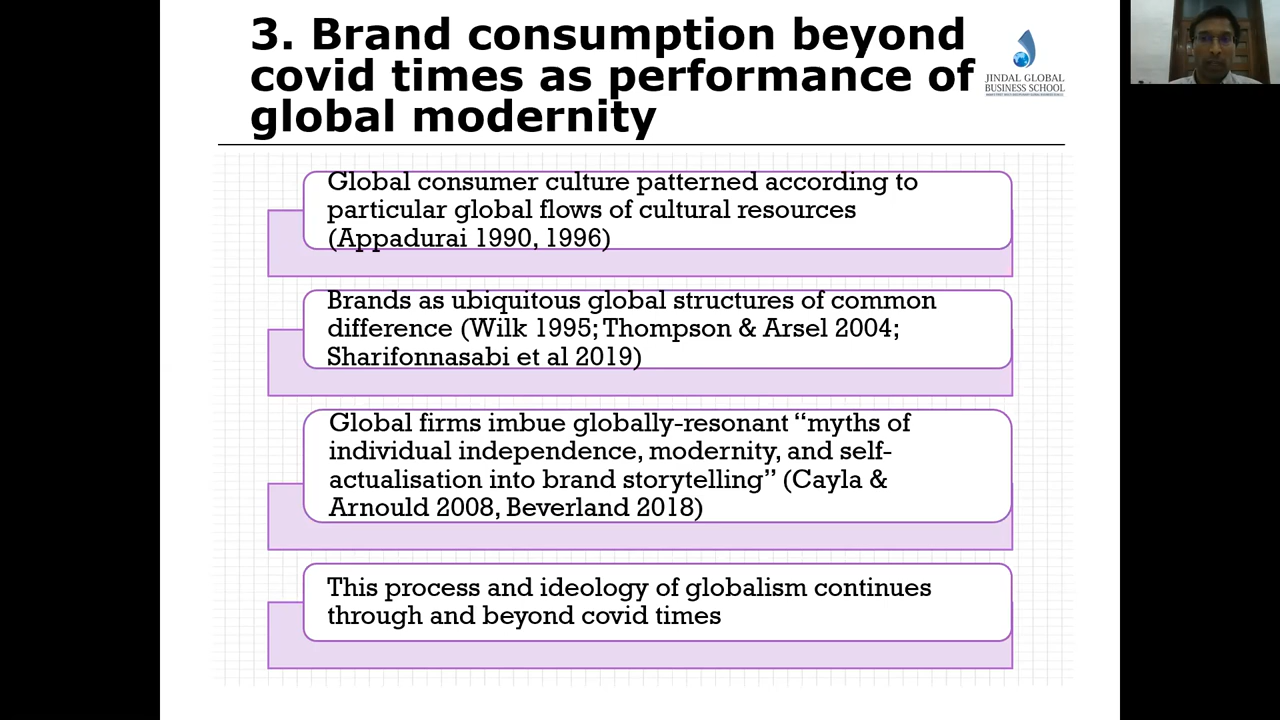 3. Brand consumption beyond
covid times as performance of
global modernity
JINDAL GLOBAL
BUSINESS SCHOOL
Global consumer culture patterned according to
particular global flows of cultural resources
(Appadurai 1990, 1996)
Brands as ubiquitous global structures of common
difference (Wilk 1995; Thompson & Arsel 2004;
Sharifonnasabi et al 2019)
Global firms imbue globally-resonant “myths of
individual independence, modernity, and self-
actualisation into brand storytelling” (Cayla &
Arnould 2008, Beverland 2018)
This process and ideology of globalism continues
through and beyond covid times